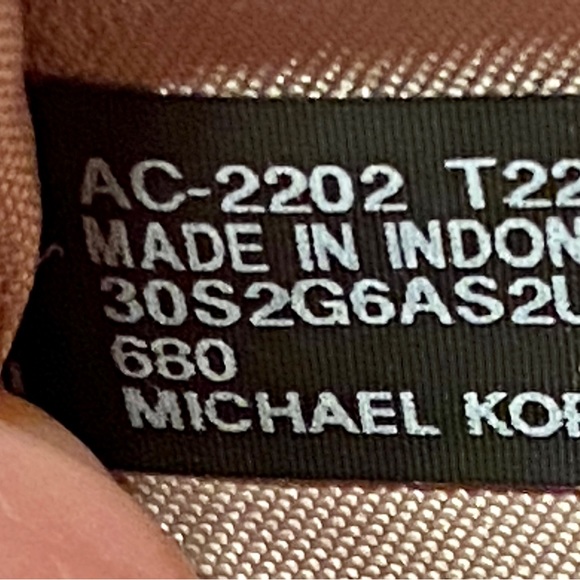 AC-2202 T22
MADE IN INDON
30S2G6AS2U
680
MICHAEL KO